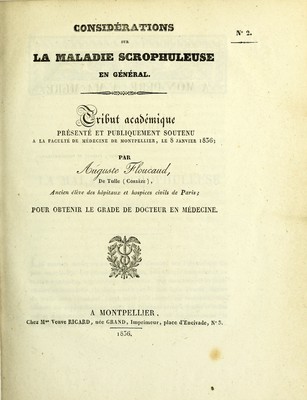 N° 2.
CONSIDÉRATIONS
SUR
LA MALADIE SCROPHULEUSE
EN GÉNÉRAL.
Tribut académique
PRÉSENTÉ ET PUBLIQUEMENT SOUTENU
A LA FACULTÉ DE MÉDECINE DE MONTPELLIER, LE 5 JANVIER 1836;
PAR
Auguste Floucaud,
De Tulle (CORRÈZE),
Ancien élève des hôpitaux et hospices civils de Paris;
POUR OBTENIR LE GRADE DE DOCTEUR EN MÉDECINE.
A MONTPELLIER,
Chez Mme Veuve RICARD, née GRAND, Imprimeur, place d'Encivade, N° 3.
1836.